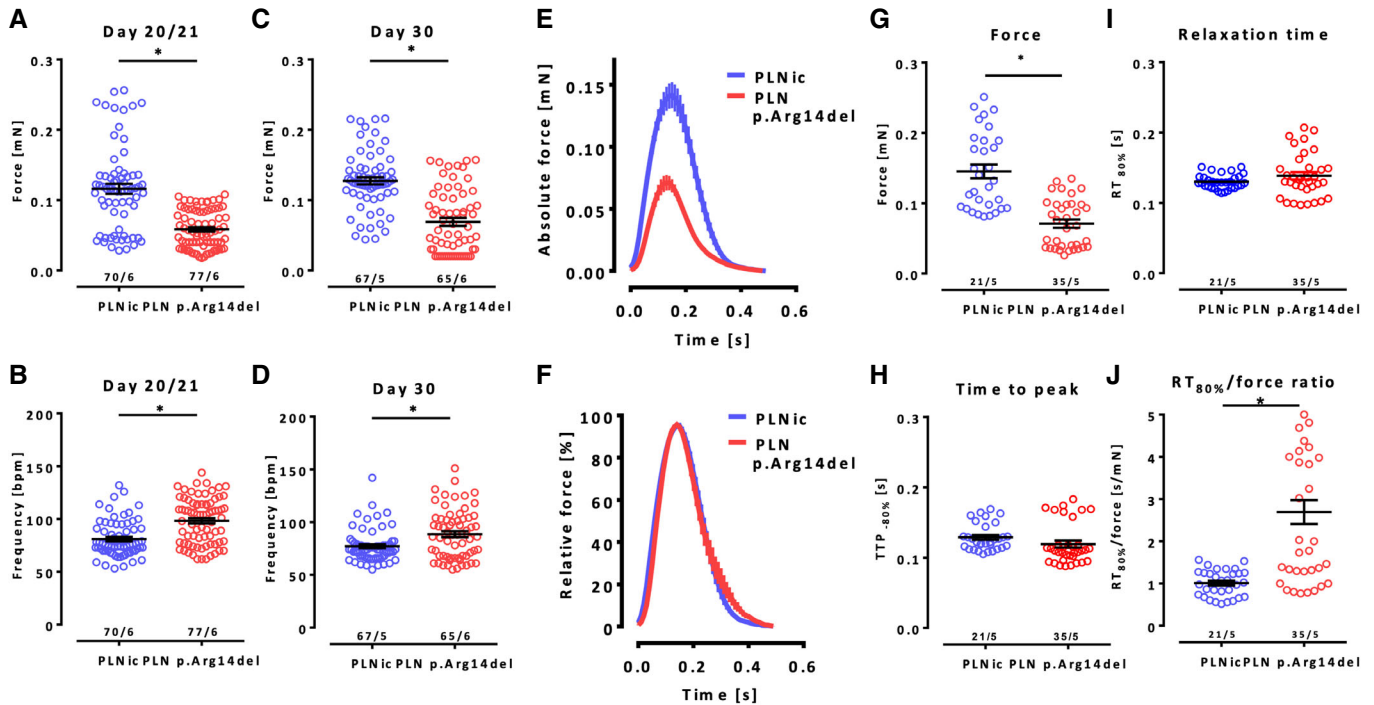 A
Day 20/21
*
Force [mN]
0.3
0.2
0.1
0.0
70/6
77/6
PLNic PLN p.Arg14del
C
Day 30
*
Force [mN]
0.3
0.2
0.1
0.0
67/5
65/6
PLNic PLN p.Arg14del
E
Absolute force [mN]
0.15
0.10
0.05
0.00
PLNic
PLN
p.Arg14del
0.0
0.2
0.4
0.6
Time [s]
G
Force
*
Force [mN]
0.3
0.2
0.1
0.0
21/5
35/5
PLNic PLN p.Arg14del
I
Relaxation time
RT 80% [s]
0.3
0.2
0.1
0.0
21/5
35/5
PLNic PLN p.Arg14del
B
Day 20/21
*
Frequency [bpm]
200
150
100
50
0
70/6
77/6
PLNic PLN p.Arg14del
D
Day 30
*
Frequency [bpm]
200
150
100
50
0
67/5
65/6
PLNic PLN p.Arg14del
F
Relative force [%]
100
80
60
40
20
0
PLNic
PLN
p.Arg14del
0.0
0.2
0.4
0.6
Time [s]
H
Time to peak
TTP -80% [s]
0.3
0.2
0.1
0.0
21/5
35/5
PLNic PLN p.Arg14del
J
RT80%/force ratio
*
RT80%/force [s/mN]
5
4
3
2
1
0
21/5
35/5
PLNicPLN p.Arg14del